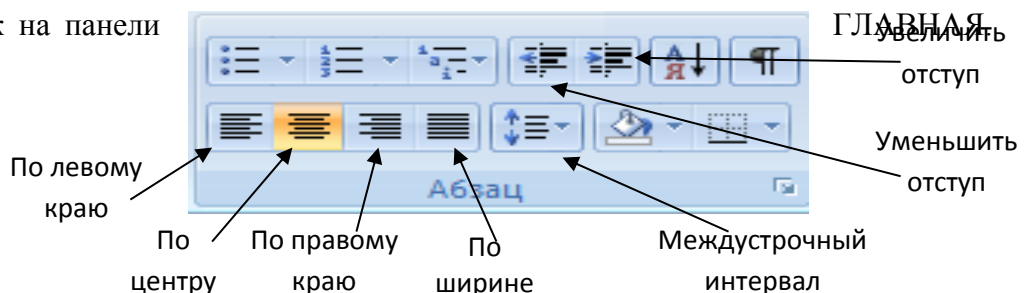 к на панели ГЛАВНАЯ
Увеличить
отступ
Уменьшить
отступ
По левому
краю
Абзац
По
центру
По правому
краю
По
ширине
Междустрочный
интервал